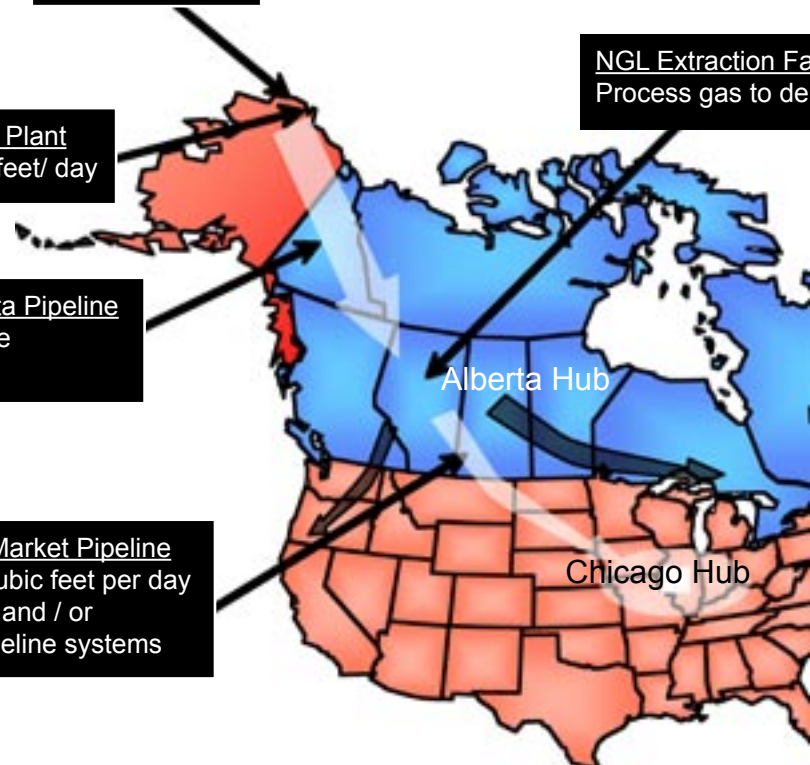 NGL Extraction Fa
Process gas to de
Plant
feet/ day
ta Pipeline
e
Alberta Hub
Market Pipeline
ubic feet per day
and / or
eline systems
Chicago Hub